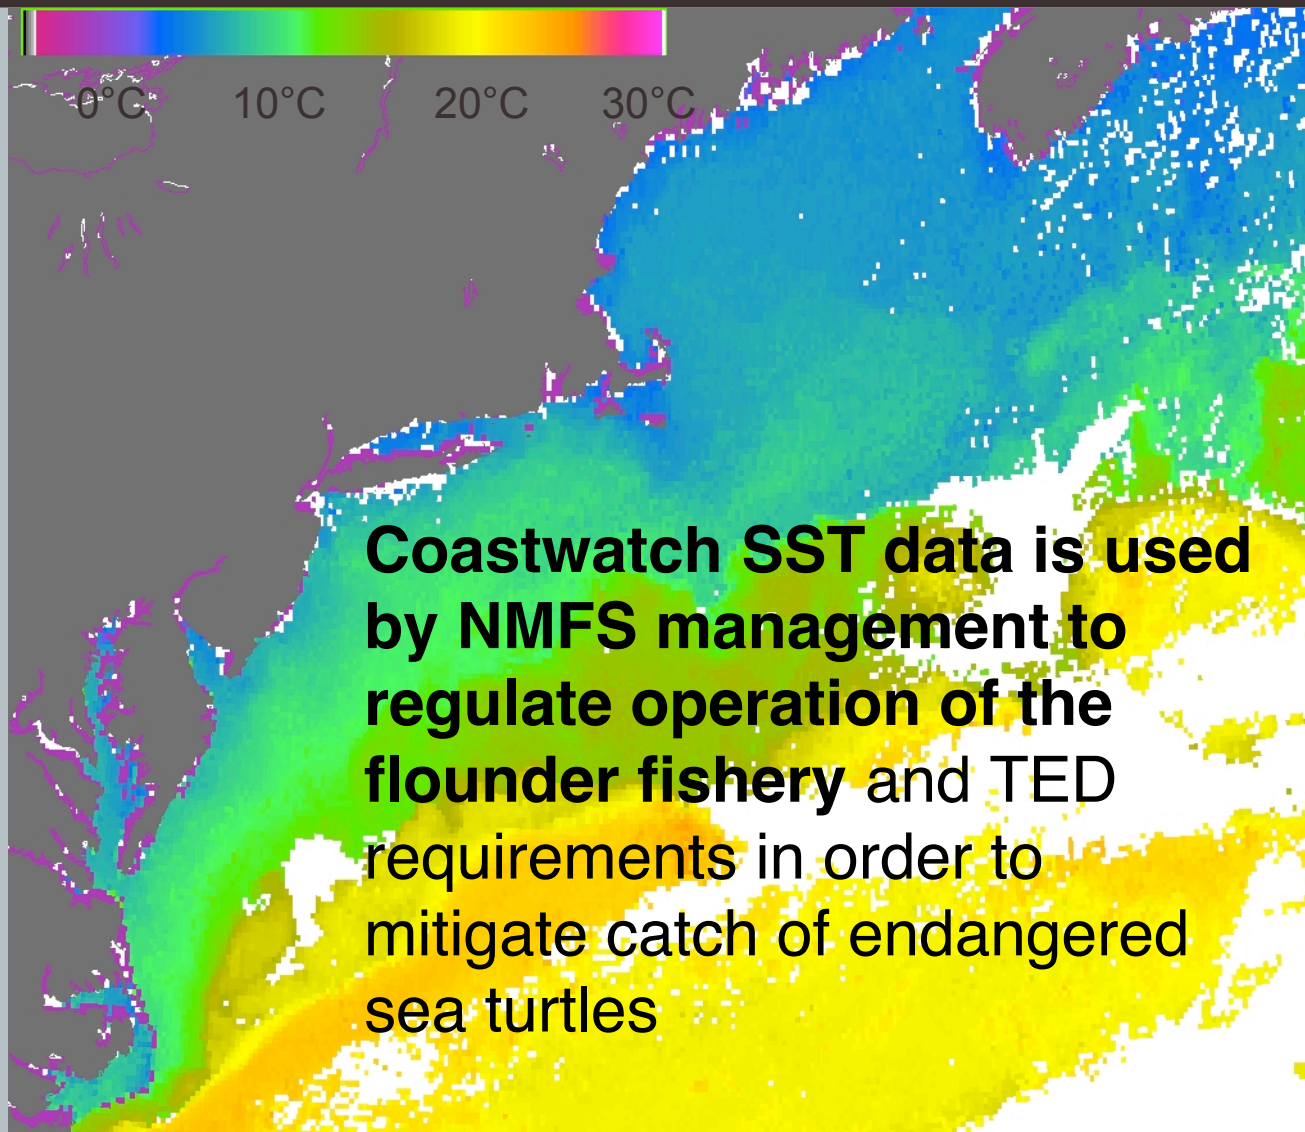 0°C 10°C 20°C 30°C
Coastwatch SST data is used
by NMFS management to
regulate operation of the
flounder fishery and TED
requirements in order to
mitigate catch of endangered
sea turtles